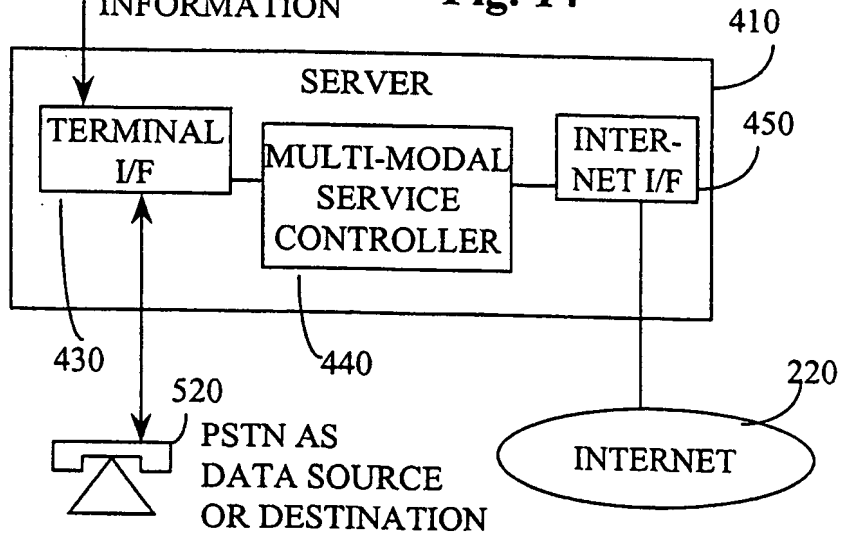 INFORMATION
410
SERVER
TERMINAL
I/F
MULTI-MODAL
SERVICE
CONTROLLER
INTER-
NET I/F
450
430
440
520
220
PSTN AS
DATA SOURCE
OR DESTINATION
INTERNET